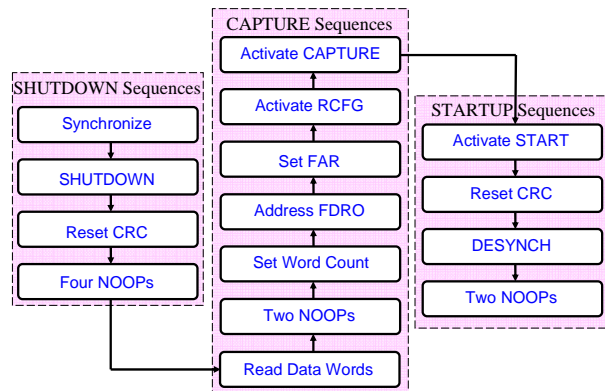 SHUTDOWN Sequences
Synchronize
SHUTDOWN
Reset CRC
Four NOOPs
CAPTURE Sequences
Activate CAPTURE
Activate RCFG
Set FAR
Address FDRO
Set Word Count
Two NOOPs
Read Data Words
STARTUP Sequences
Activate START
Reset CRC
DESYNCH
Two NOOPs